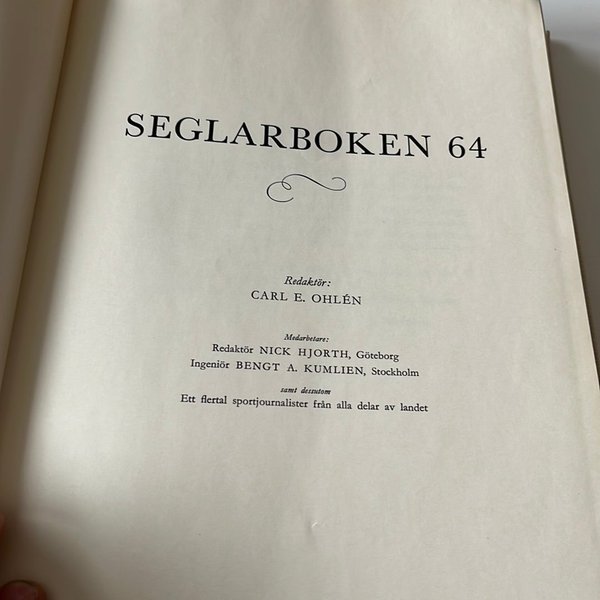 SEGLARBOKEN 64
Redaktör:
CARL E. OHLÉN
Medarbetare:
Redaktör NICK HJORTH, Göteborg
Ingeniör BENGT A. KUMLIEN, Stockholm
samt dessutom
Ett flertal sportjournalister från alla delar av landet